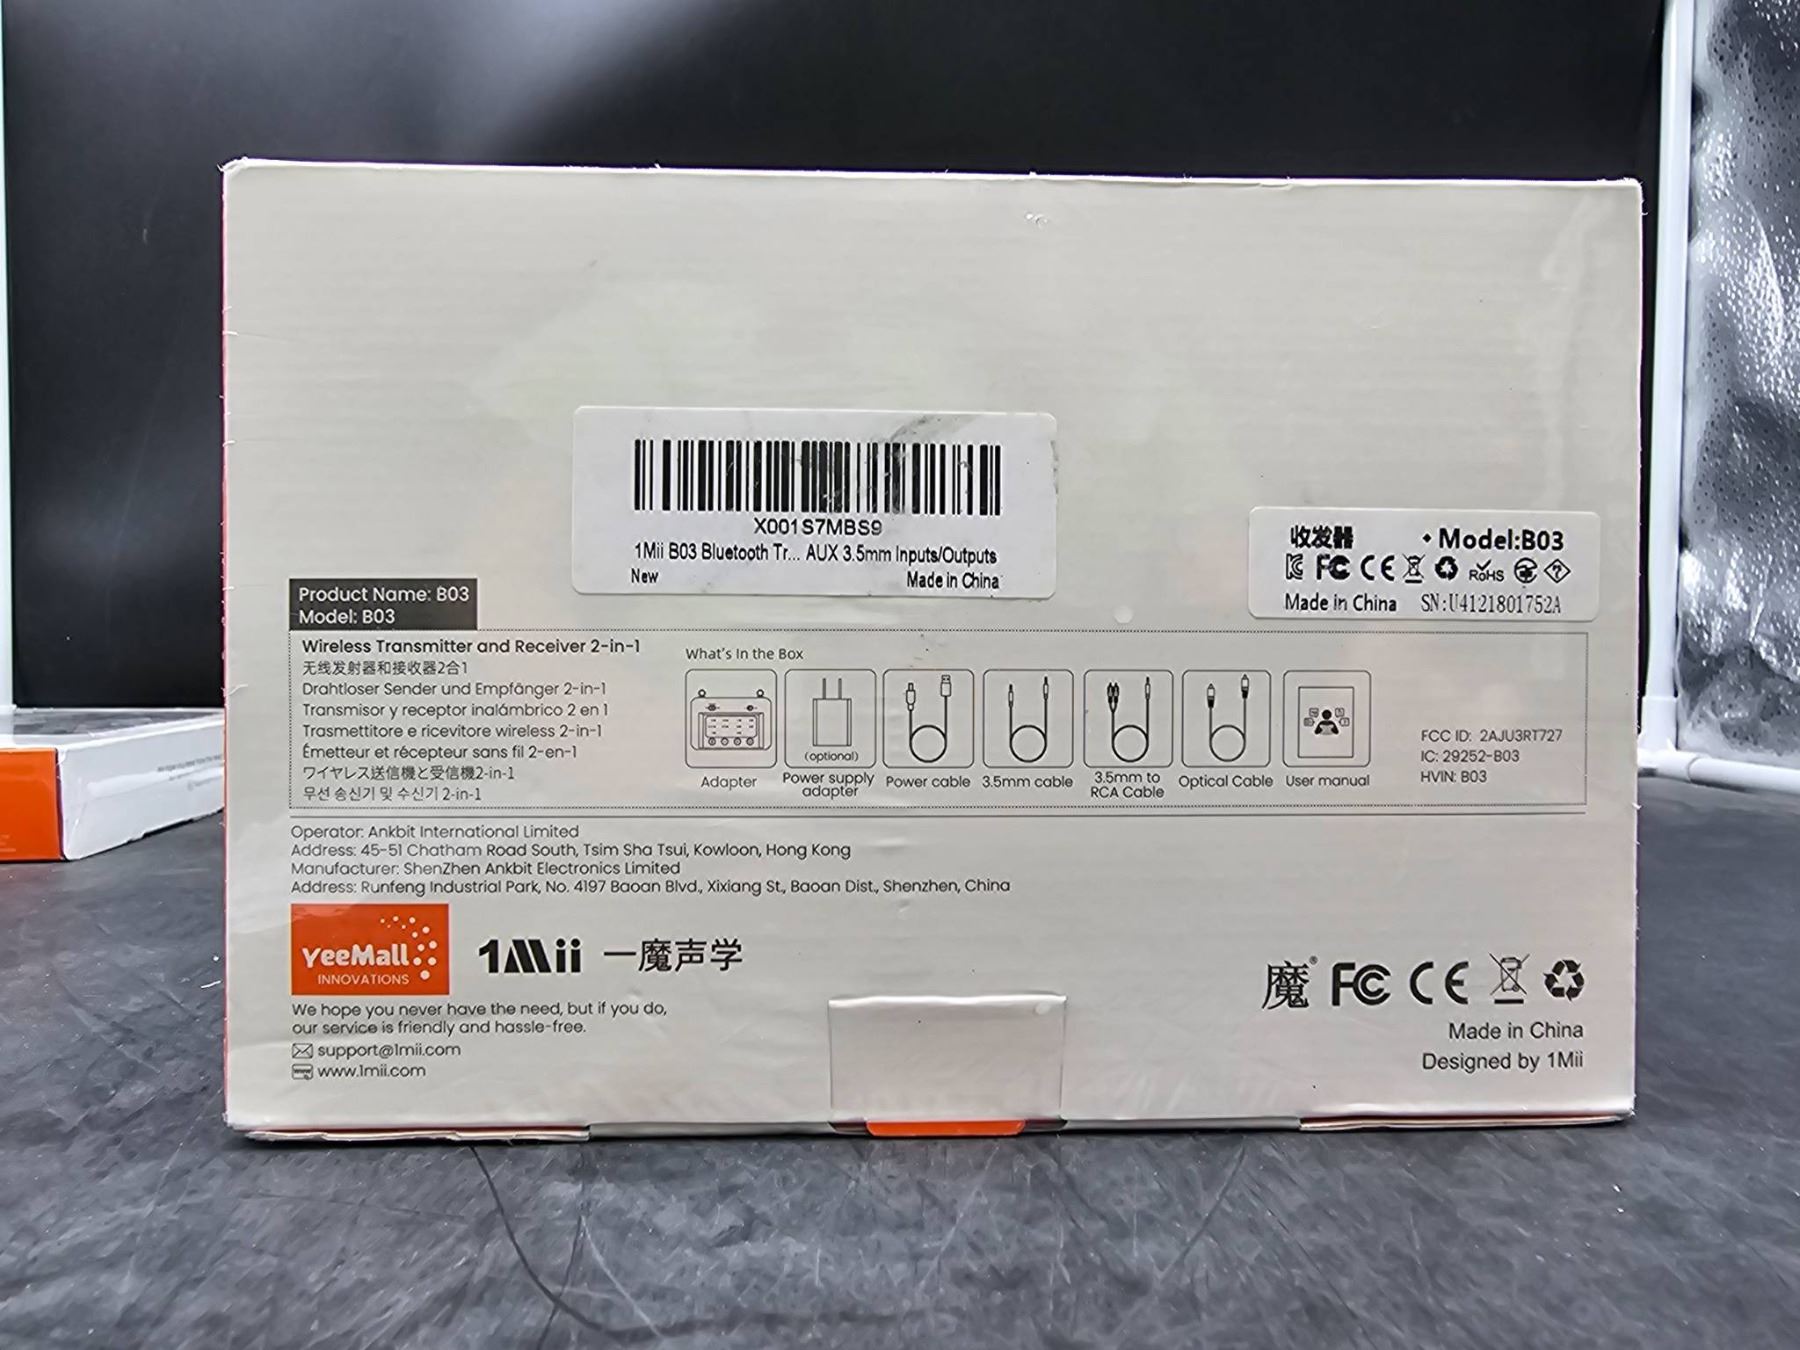 X001S7MBS9
1Mii B03 Bluetooth Tr... AUX 3.5mm Inputs/Outputs
New
Made in China
收发器
Model:B03
FC CE RoHS
Made in China
SN:U4121801752A
Product Name: B03
Model: B03
Wireless Transmitter and Receiver 2-in-1
无线发射器和接收器2合1
Drahtloser Sender und Empfänger 2-in-1
Transmisor y receptor inalámbrico 2 en 1
Trasmettitore e ricevitore wireless 2-in-1
Émetteur et récepteur sans fil 2-en-1
ワイヤレス送信機と受信機2-in-1
무선 송신기 및 수신기 2-in-1
What's In the Box
Adapter
(optional)
Power supply
adapter
Power cable
3.5mm cable
3.5mm to
RCA Cable
Optical Cable
User manual
FCC ID: 2AJU3RT727
IC: 29252-B03
HVIN: B03
Operator: Ankbit International Limited
Address: 45-51 Chatham Road South, Tsim Sha Tsui, Kowloon, Hong Kong
Manufacturer: ShenZhen Ankbit Electronics Limited
Address: Runfeng Industrial Park, No. 4197 Baoan Blvd., Xixiang St., Baoan Dist., Shenzhen, China
YeeMall
INNOVATIONS
1Mii 一魔声学
We hope you never have the need, but if you do,
our service is friendly and hassle-free.
support@1mii.com
www.1mii.com
魔® FC CE
Made in China
Designed by 1Mii